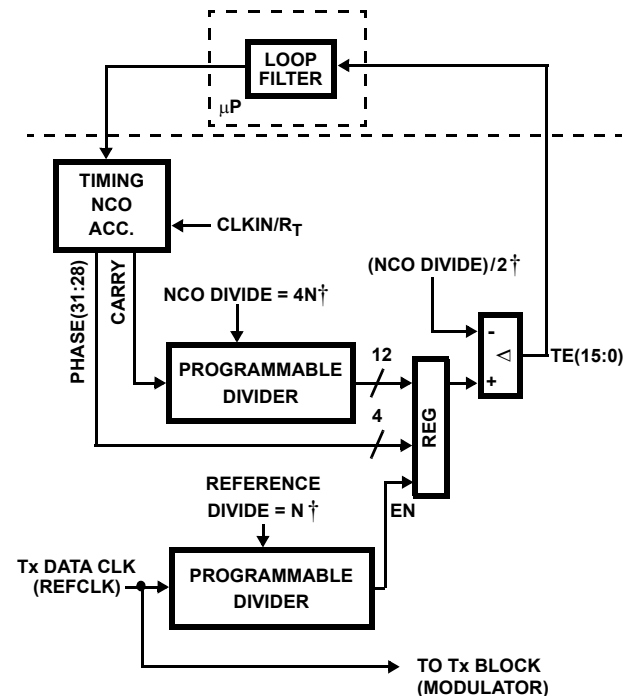 LOOP
FILTER
µP
TIMING
NCO
ACC.
CLKIN/RT
PHASE(31:28)
CARRY
NCO DIVIDE = 4N†
(NCO DIVIDE)/2†
PROGRAMMABLE
DIVIDER
12
4
REG
-
+
Δ
TE(15:0)
REFERENCE
DIVIDE = N †
EN
Tx DATA CLK
(REFCLK)
PROGRAMMABLE
DIVIDER
TO Tx BLOCK
(MODULATOR)